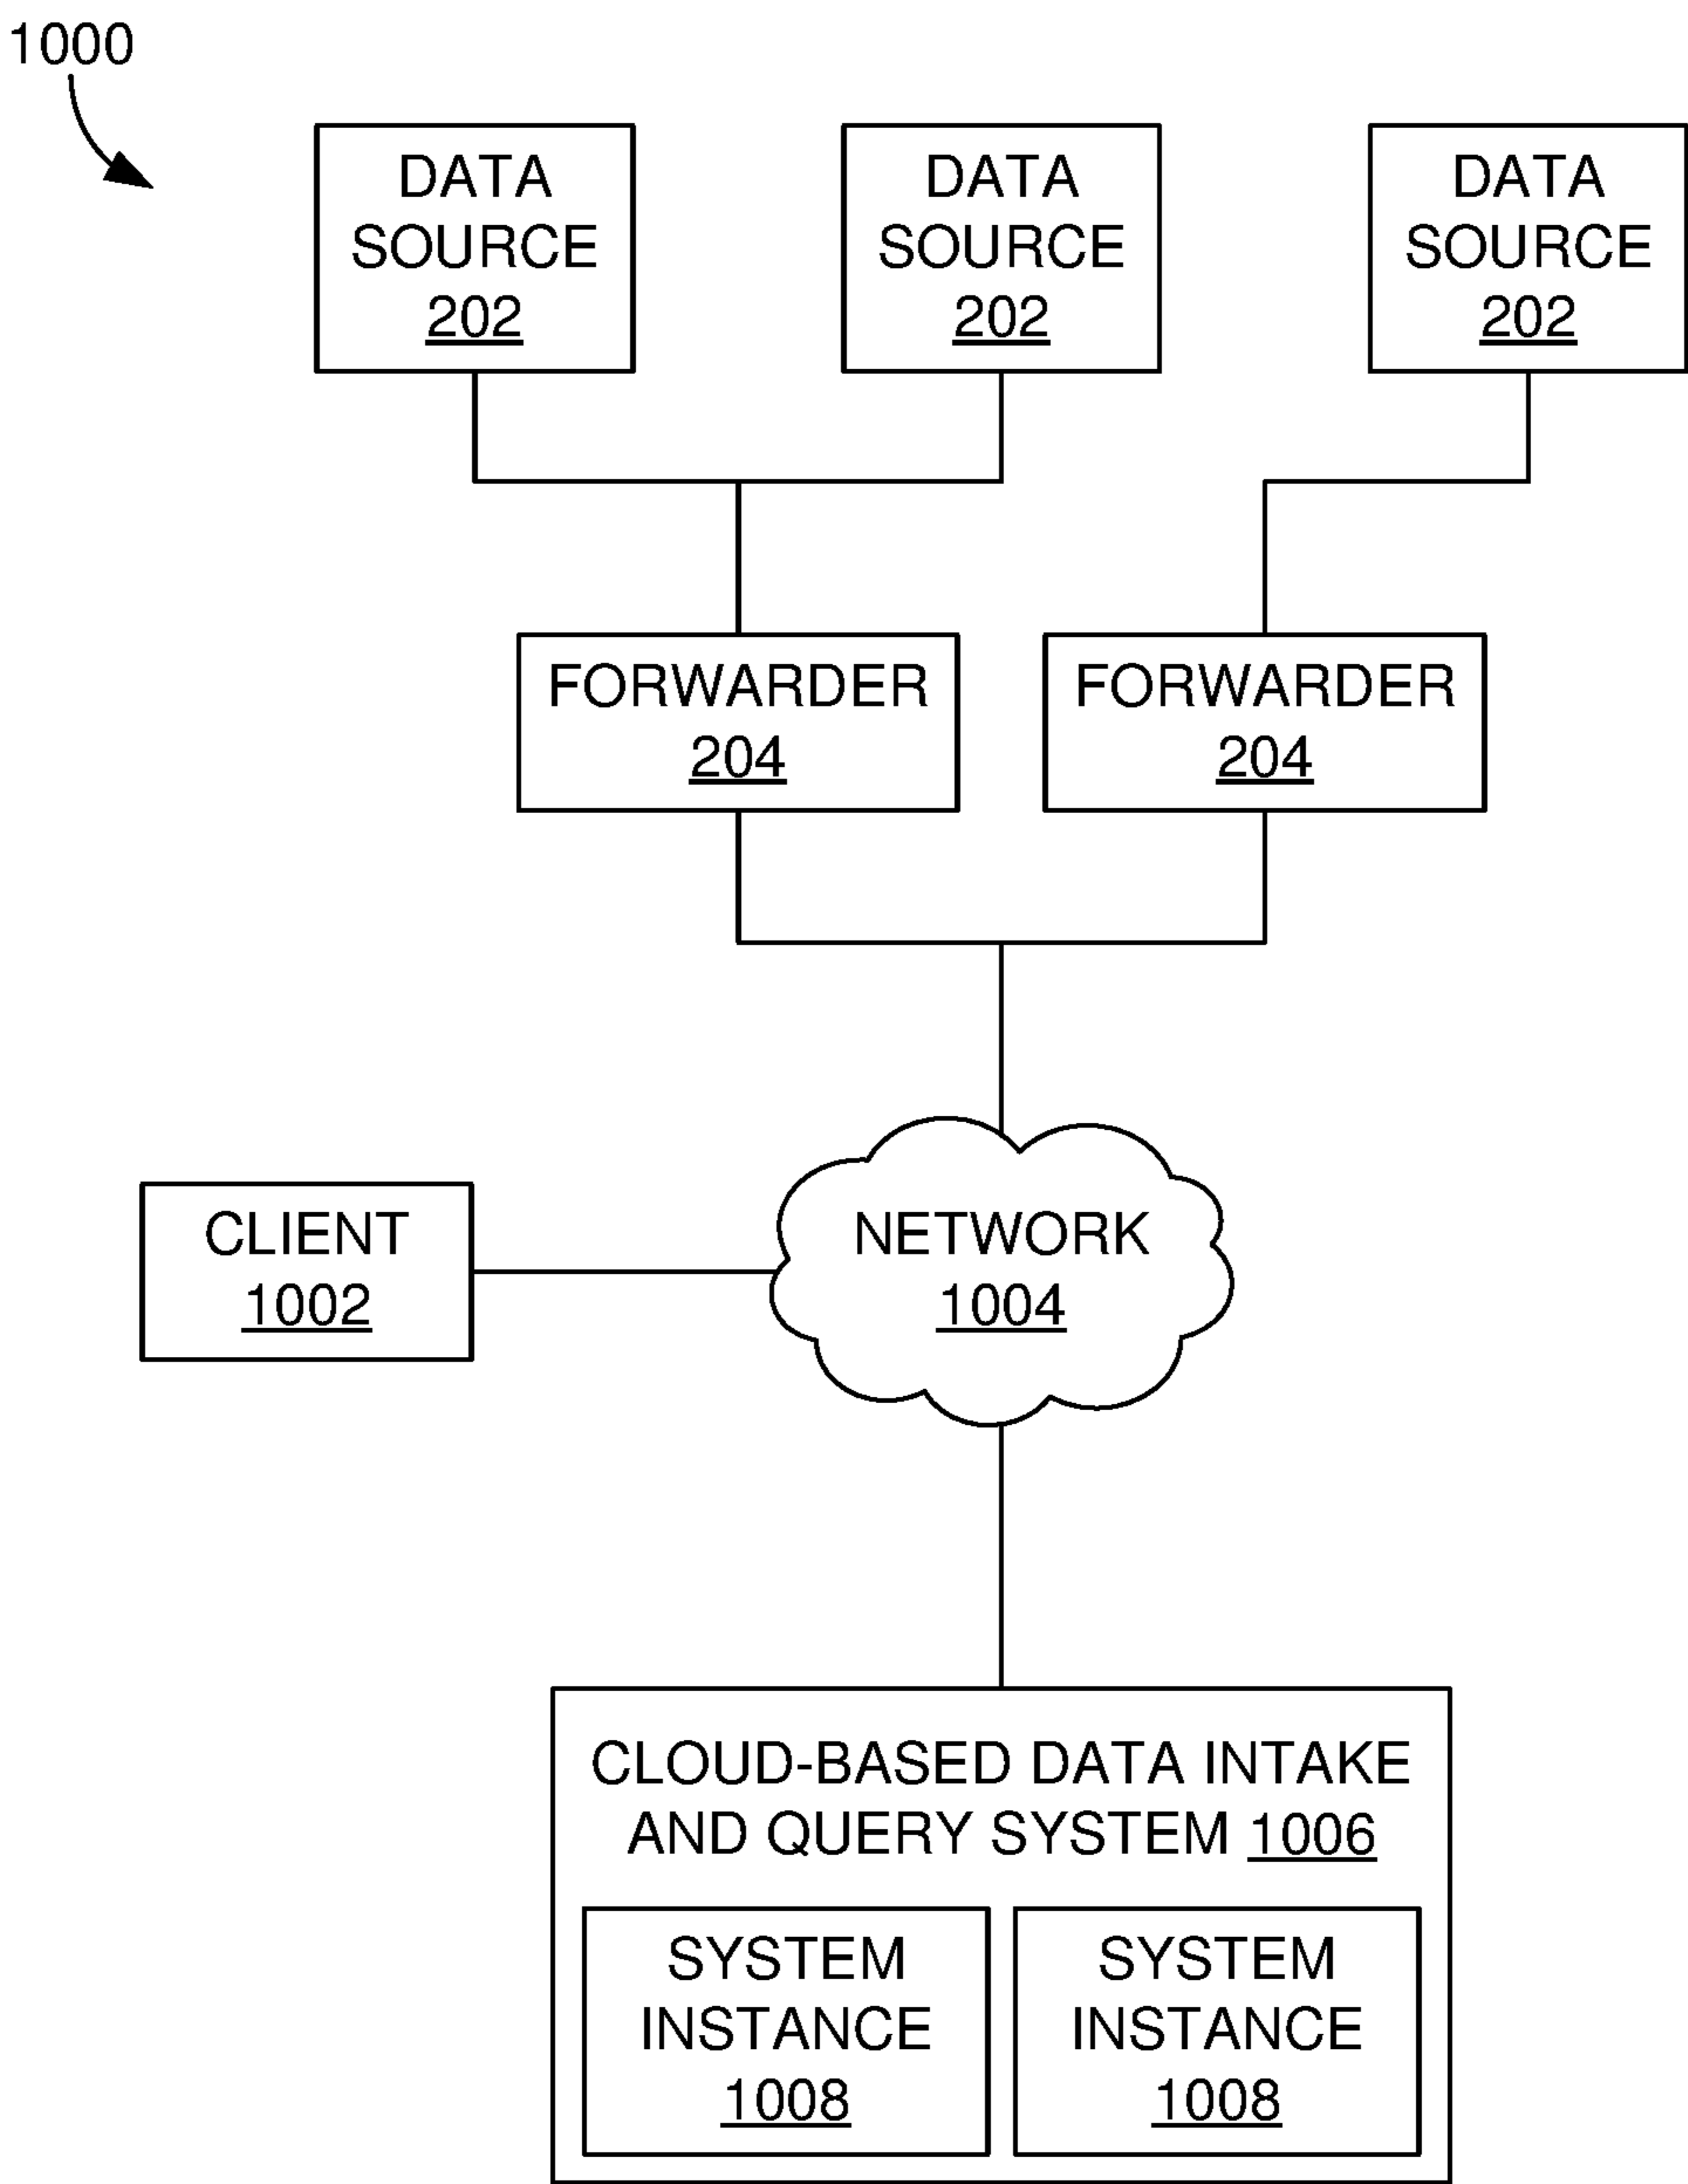 1000
DATA
SOURCE
202
DATA
SOURCE
202
DATA
SOURCE
202
FORWARDER
204
FORWARDER
204
CLIENT
1002
NETWORK
1004
CLOUD-BASED DATA INTAKE
AND QUERY SYSTEM 1006
SYSTEM
INSTANCE
1008
SYSTEM
INSTANCE
1008